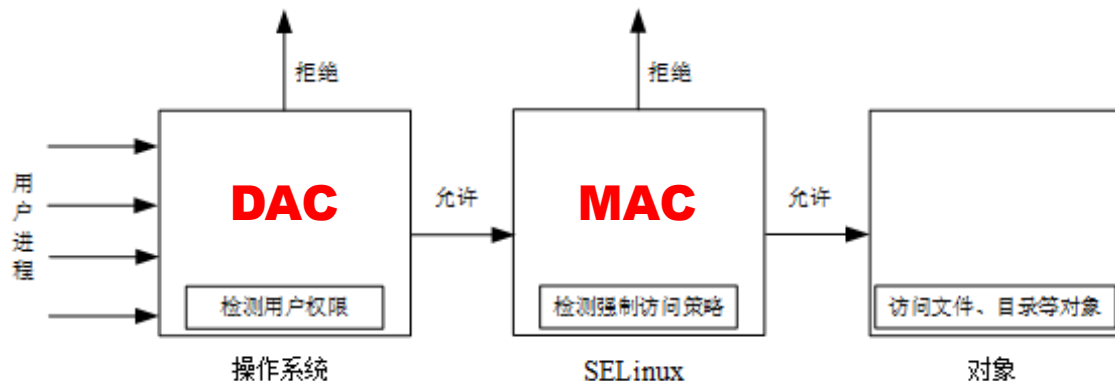 拒绝
拒绝
用户进程
DAC
允许
MAC
允许
检测用户权限
检测强制访问策略
访问文件、目录等对象
操作系统
SELinux
对象